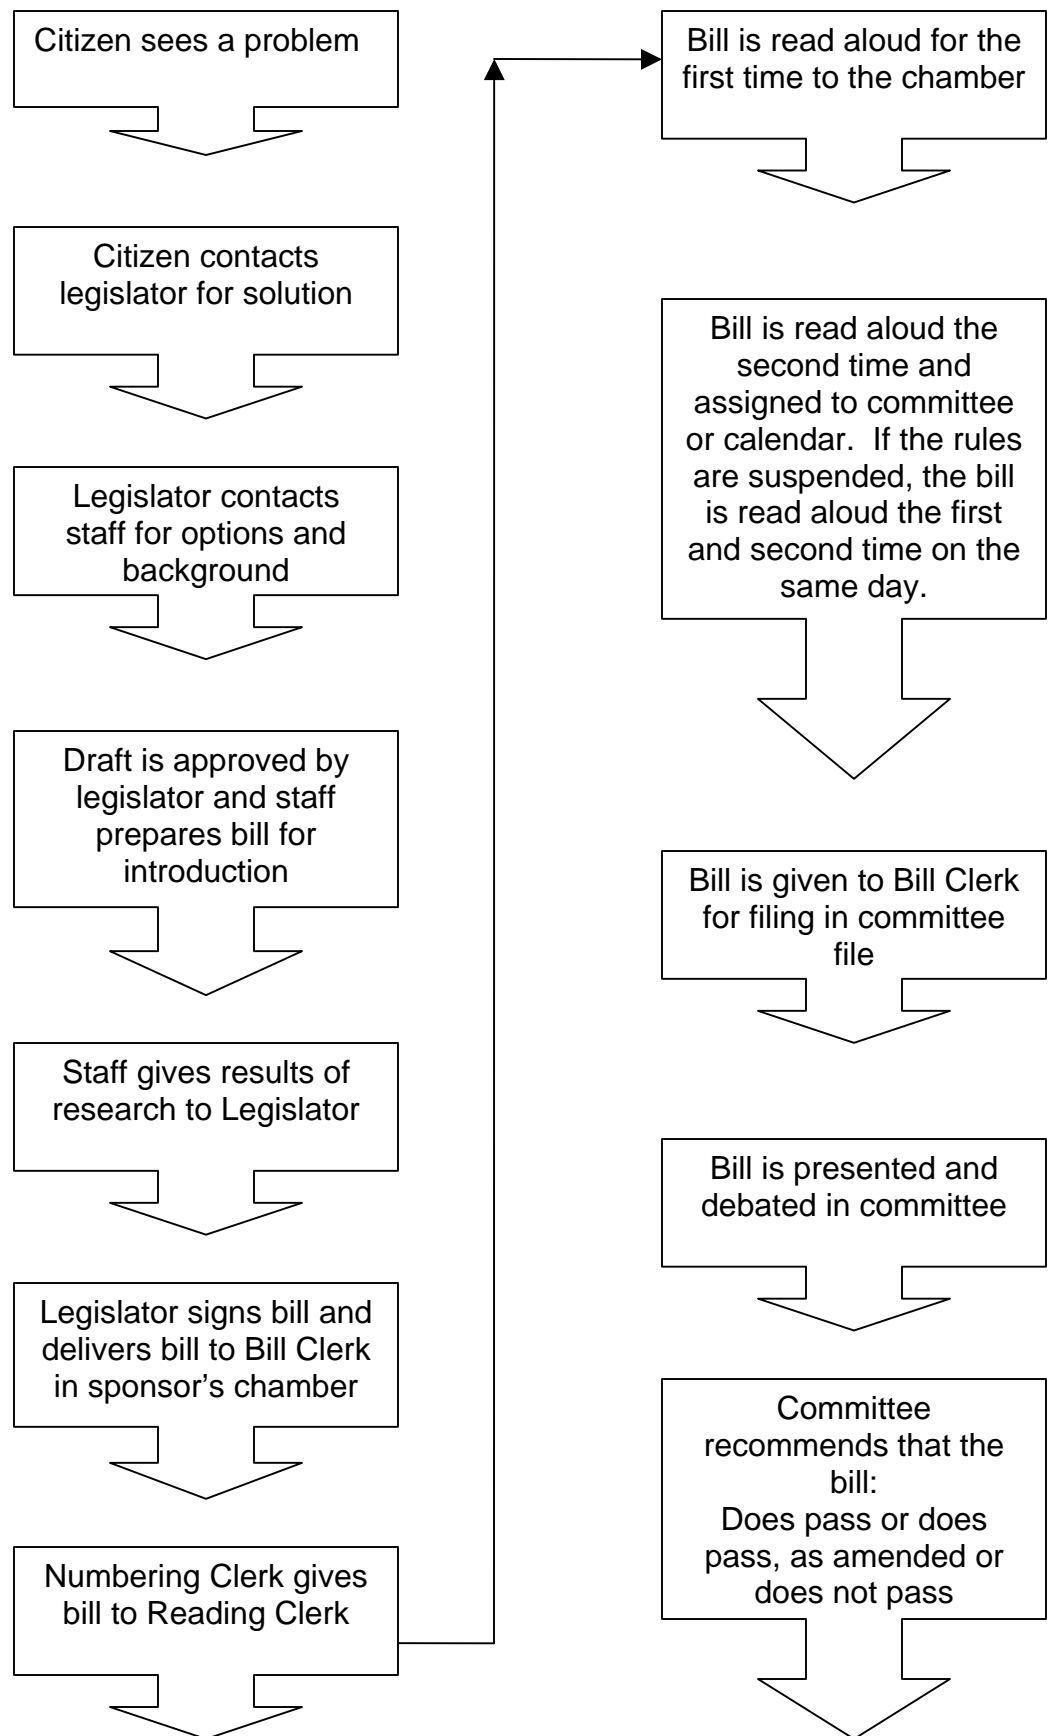 Citizen sees a problem
Citizen contacts
legislator for solution
Legislator contacts
staff for options and
background
Draft is approved by
legislator and staff
prepares bill for
introduction
Staff gives results of
research to Legislator
Legislator signs bill and
delivers bill to Bill Clerk
in sponsor’s chamber
Numbering Clerk gives
bill to Reading Clerk
Bill is read aloud for the
first time to the chamber
Bill is read aloud the
second time and
assigned to committee
or calendar.  If the rules
are suspended, the bill
is read aloud the first
and second time on the
same day.
Bill is given to Bill Clerk
for filing in committee
file
Bill is presented and
debated in committee
Committee
recommends that the
bill:
Does pass or does
pass, as amended or
does not pass